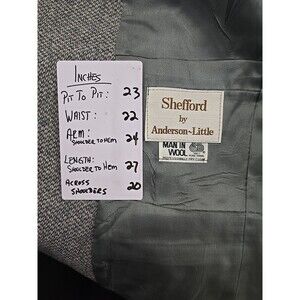 INCHES
PIT TO PIT: 23
WAIST: 22
ARM: 24
SHOULDER TO HEM
LENGTH: 27
SHOULDER TO HEM
ACROSS 20
SHOULDERS
Shefford
by
Anderson-Little
MAN IN
WOOL